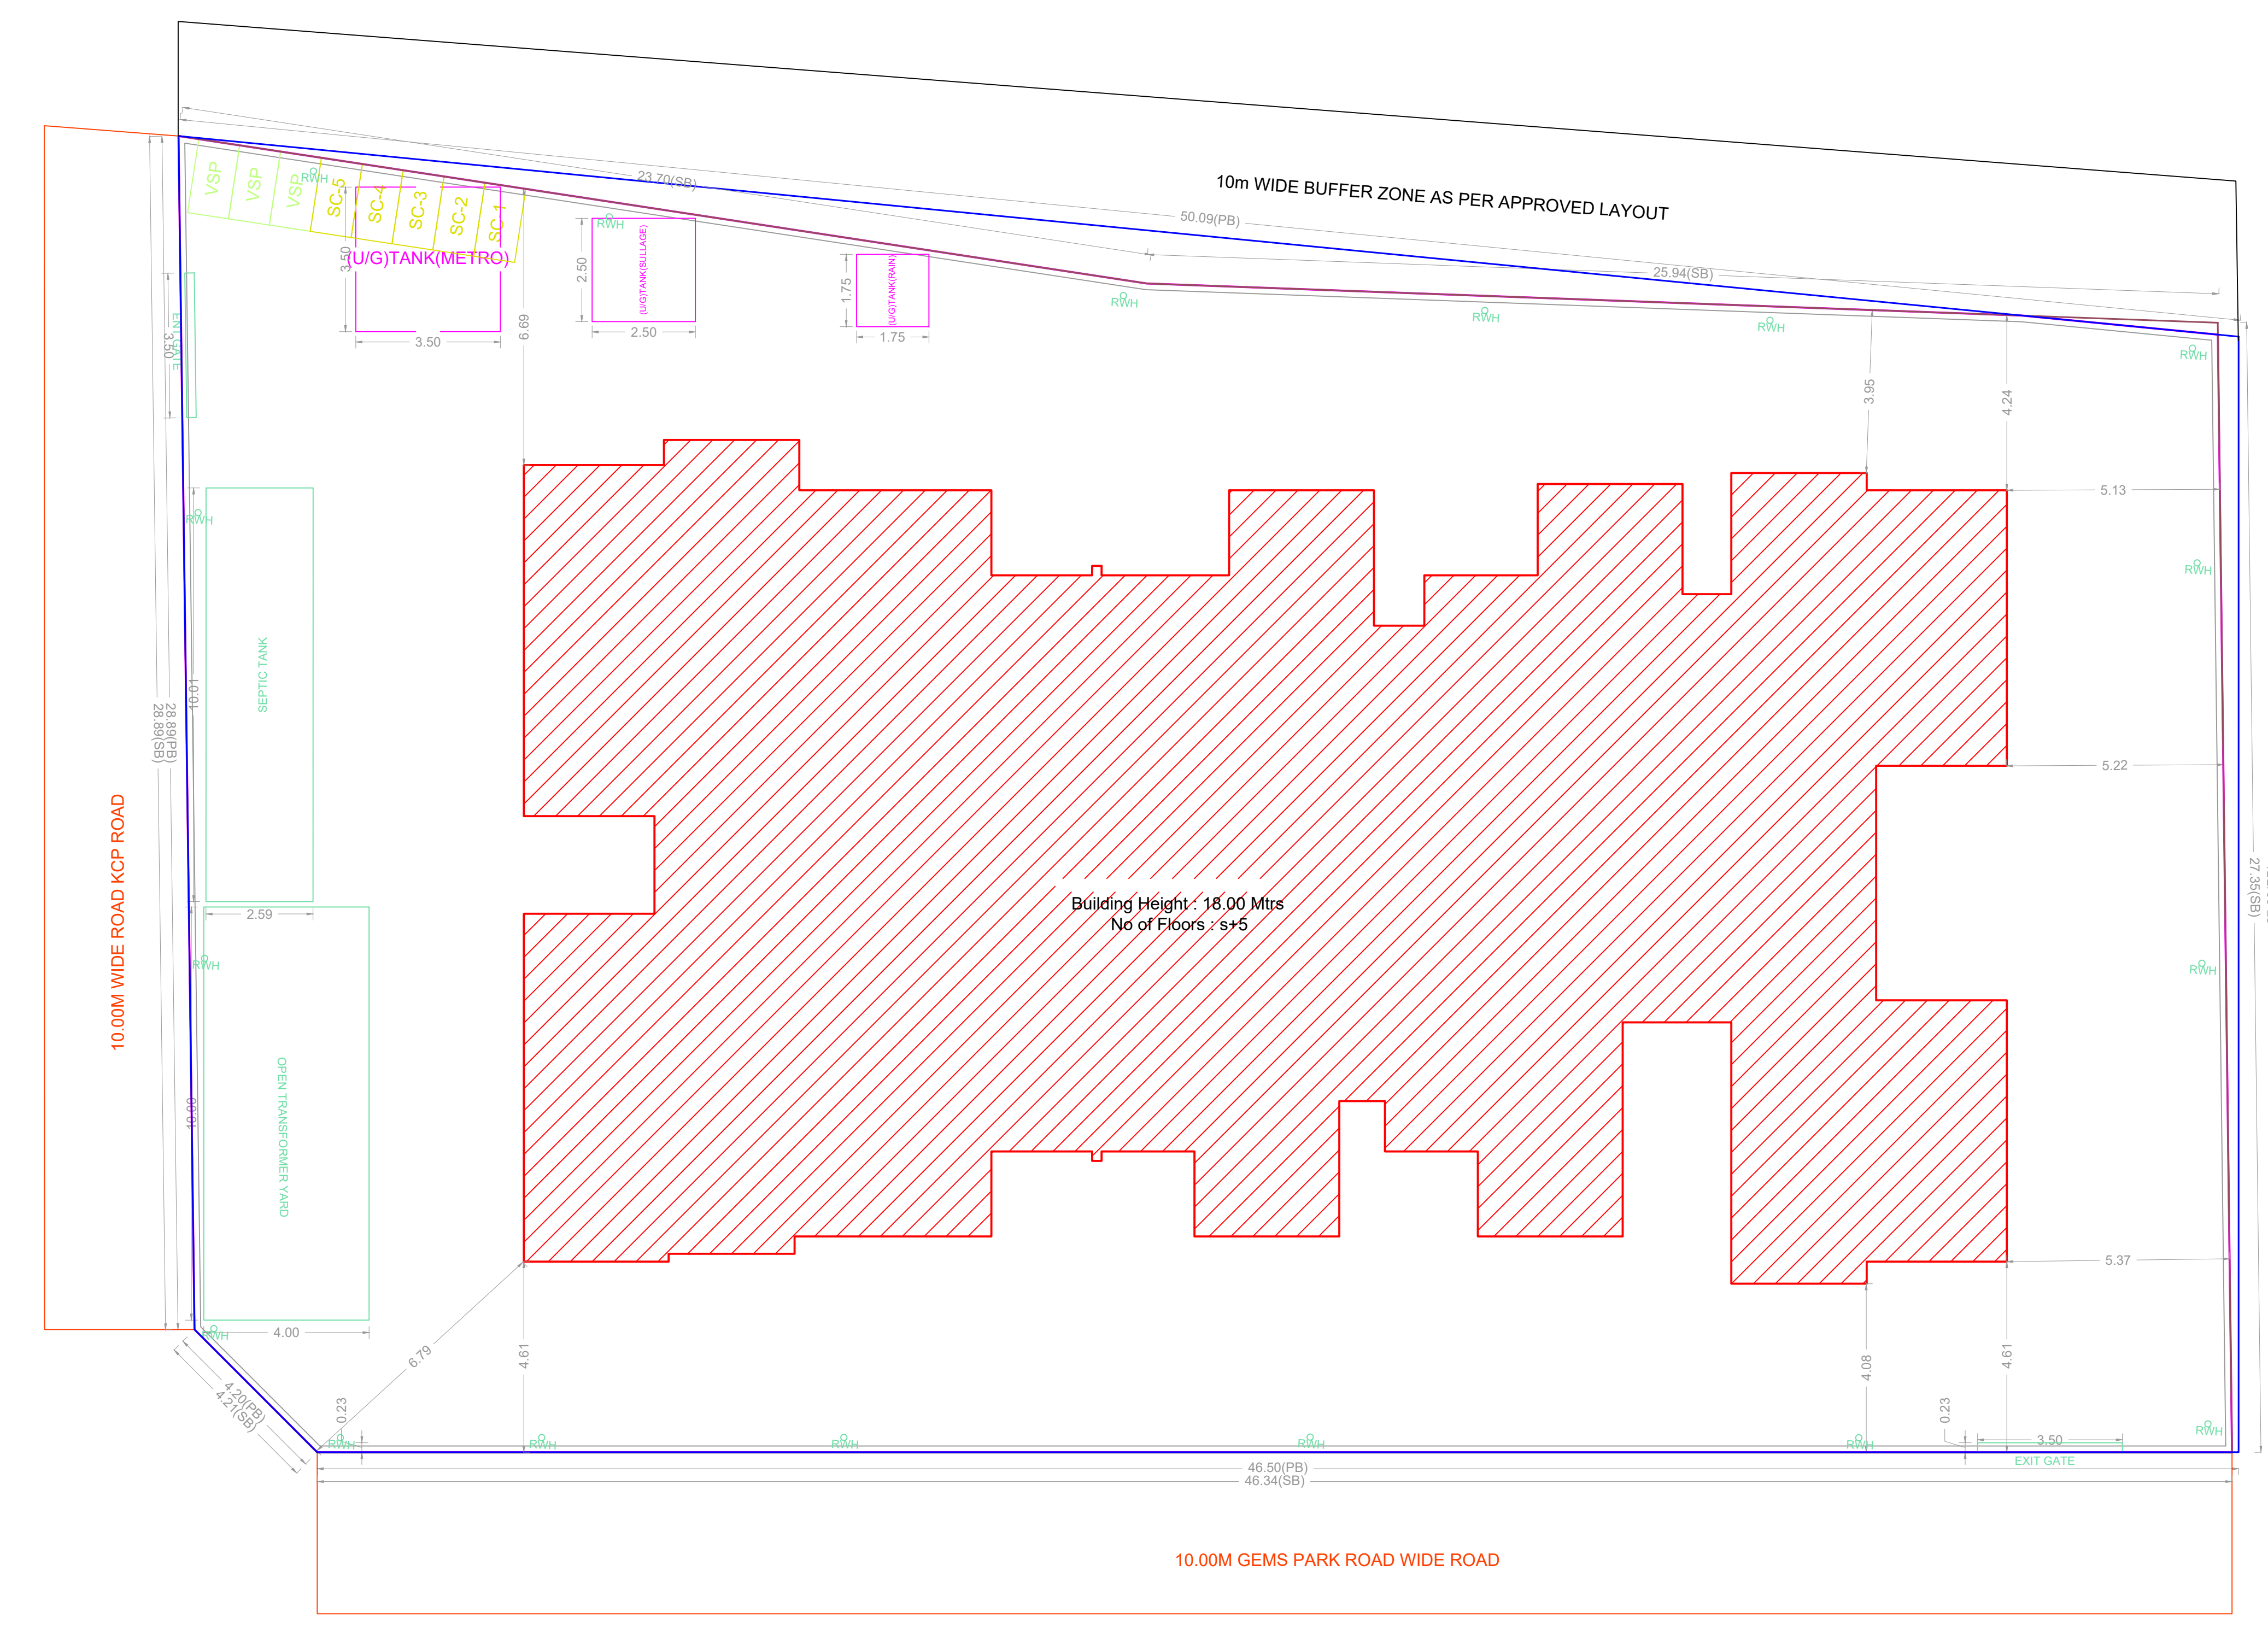 10m WIDE BUFFER ZONE AS PER APPROVED LAYOUT
23.70(SB)
50.09(PB)
25.94(SB)
VSP
VSP
VSP
SC-5
SC-4
SC-3
SC-2
SC-1
RWH
RWH
RWH
RWH
RWH
RWH
3.50
(U/G)TANK(METRO)
3.50
2.50
(U/G)TANK(SULLAGE)
2.50
1.75
(U/G)TANK(RAIN)
1.75
ENT GATE
3.50
6.69
3.95
4.24
5.13
RWH
RWH
10.01
SEPTIC TANK
2.59
28.89(SB)
28.89(PB)
5.22
10.00M WIDE ROAD KCP ROAD
Building Height : 18.00 Mtrs
No of Floors : s+5
27.35(SB)
RWH
RWH
10.00
OPEN TRANSFORMER YARD
4.00
RWH
5.37
6.79
4.61
4.08
4.61
4.20(PB)
4.21(SB)
0.23
0.23
RWH
RWH
RWH
RWH
RWH
RWH
3.50
EXIT GATE
46.50(PB)
46.34(SB)
10.00M GEMS PARK ROAD WIDE ROAD